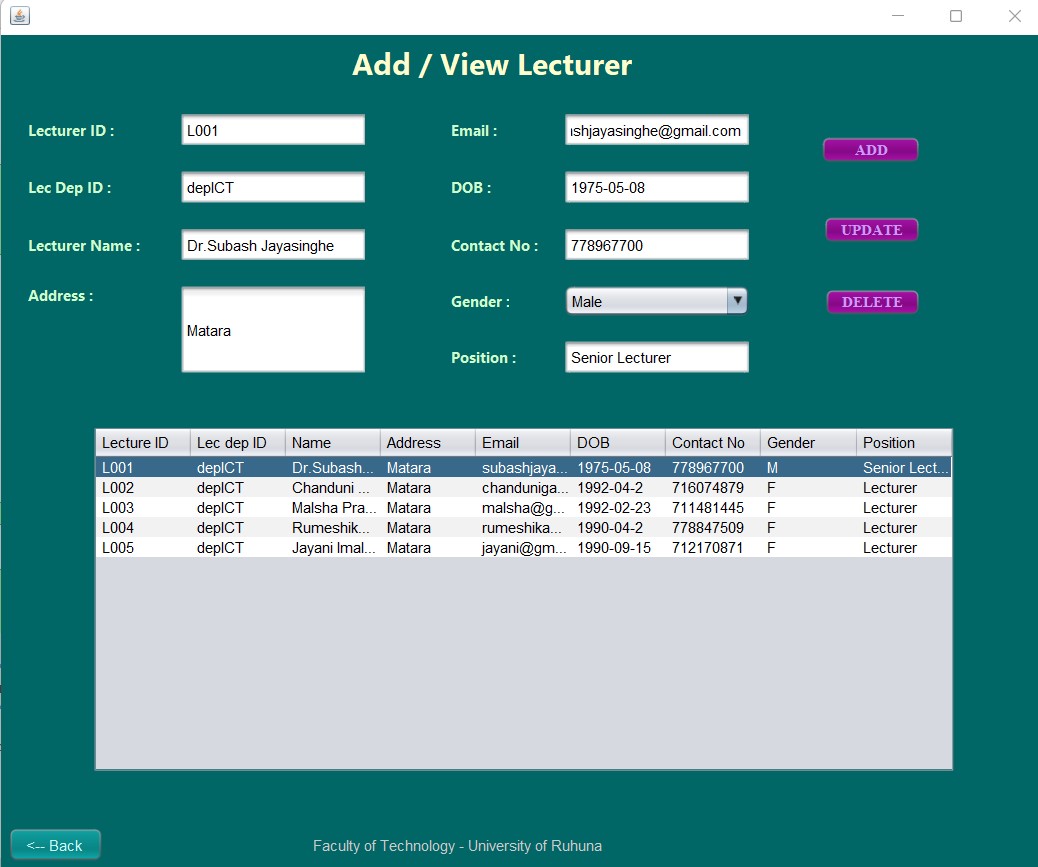 Add / View Lecturer
Lecturer ID : L001 Email : ıshjayasinghe@gmail.com ADD
Lec Dep ID : depICT DOB : 1975-05-08
Lecturer Name : Dr.Subash Jayasinghe Contact No : 778967700 UPDATE
Address : Matara Gender : Male DELETE
Position : Senior Lecturer
Lecture ID Lec dep ID Name Address Email DOB Contact No Gender Position
L001 depICT Dr.Subash... Matara subashjaya... 1975-05-08 778967700 M Senior Lect...
L002 depICT Chanduni ... Matara chanduniga... 1992-04-2 716074879 F Lecturer
L003 depICT Malsha Pra... Matara malsha@g... 1992-02-23 711481445 F Lecturer
L004 depICT Rumeshik... Matara rumeshika... 1990-04-2 778847509 F Lecturer
L005 depICT Jayani Imal... Matara jayani@gm... 1990-09-15 712170871 F Lecturer
<-- Back Faculty of Technology - University of Ruhuna